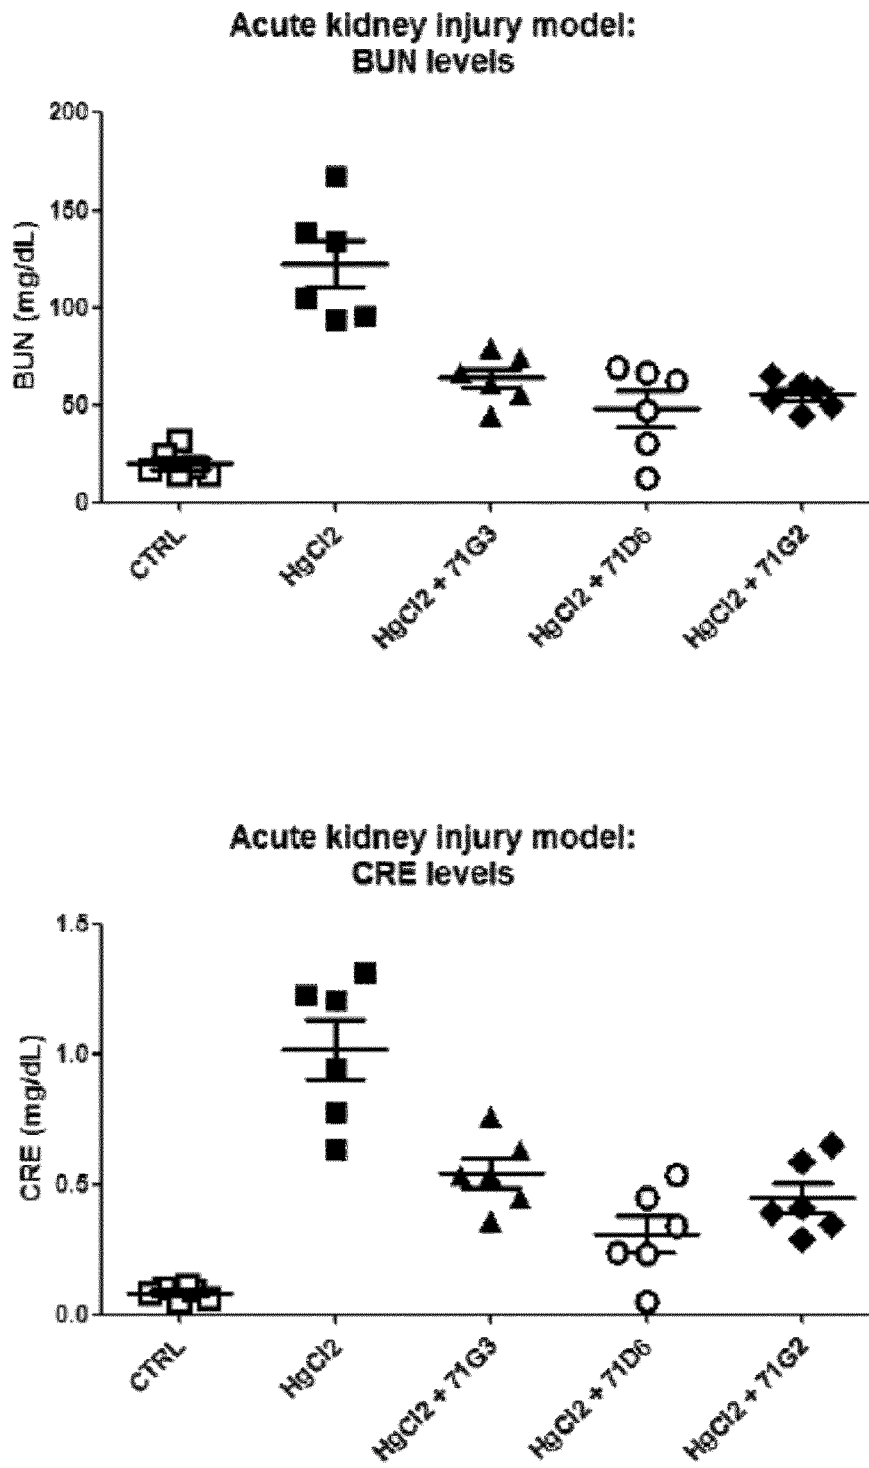 Acute kidney injury model:
BUN levels
200
150
100
50
0
BUN (mg/dL)
CTRL
HgCl2
HgCl2 + 71G3
HgCl2 + 71D6
HgCl2 + 71G2
Acute kidney injury model:
CRE levels
1.5
1.0
0.5
0.0
CRE (mg/dL)
CTRL
HgCl2
HgCl2 + 71G3
HgCl2 + 71D6
HgCl2 + 71G2